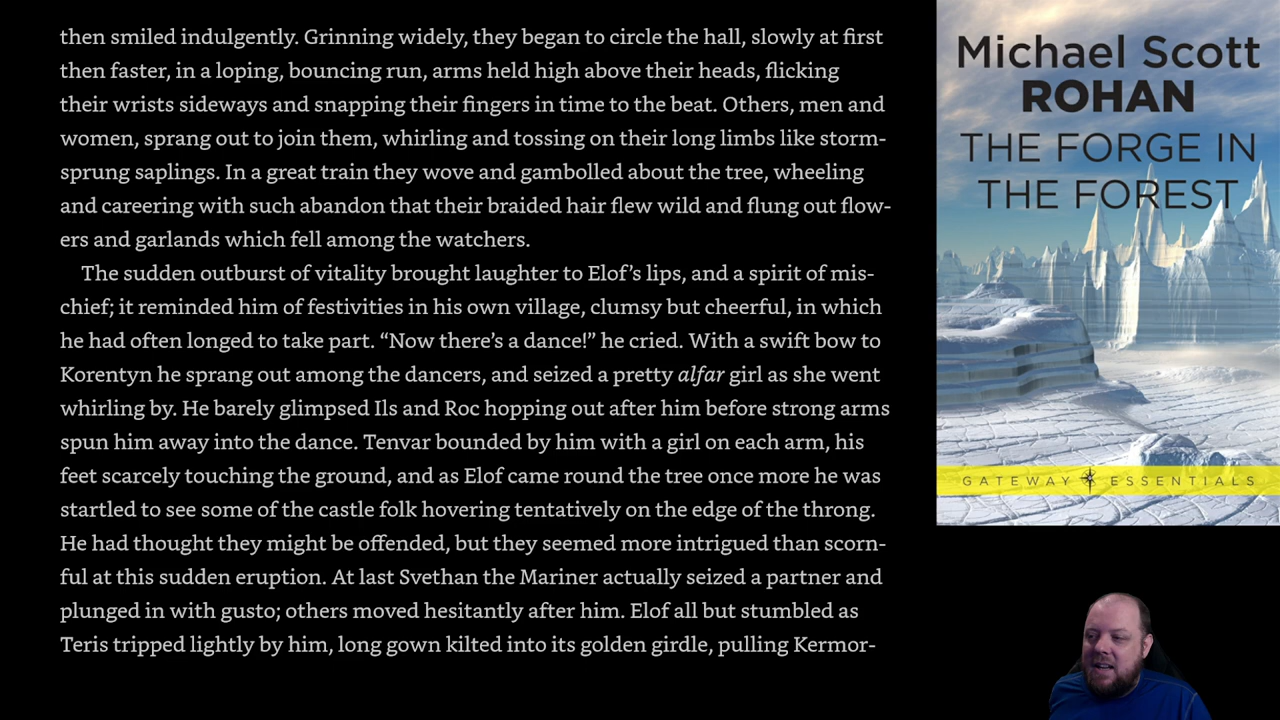 then smiled indulgently. Grinning widely, they began to circle the hall, slowly at first
then faster, in a loping, bouncing run, arms held high above their heads, flicking
their wrists sideways and snapping their fingers in time to the beat. Others, men and
women, sprang out to join them, whirling and tossing on their long limbs like storm-
sprung saplings. In a great train they wove and gambolled about the tree, wheeling
and careering with such abandon that their braided hair flew wild and flung out flow-
ers and garlands which fell among the watchers.
The sudden outburst of vitality brought laughter to Elof’s lips, and a spirit of mis-
chief; it reminded him of festivities in his own village, clumsy but cheerful, in which
he had often longed to take part. “Now there’s a dance!” he cried. With a swift bow to
Korentyn he sprang out among the dancers, and seized a pretty alfar girl as she went
whirling by. He barely glimpsed Ils and Roc hopping out after him before strong arms
spun him away into the dance. Tenvar bounded by him with a girl on each arm, his
feet scarcely touching the ground, and as Elof came round the tree once more he was
startled to see some of the castle folk hovering tentatively on the edge of the throng.
He had thought they might be offended, but they seemed more intrigued than scorn-
ful at this sudden eruption. At last Svethan the Mariner actually seized a partner and
plunged in with gusto; others moved hesitantly after him. Elof all but stumbled as
Teris tripped lightly by him, long gown kilted into its golden girdle, pulling Kermor-
Michael Scott
ROHAN
THE FORGE IN
THE FOREST
GATEWAY ESSENTIALS